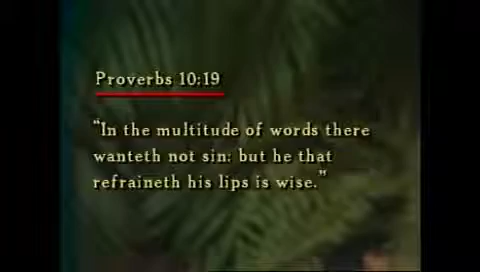 Proverbs 10:19
“In the multitude of words there
wanteth not sin: but he that
refraineth his lips is wise.”